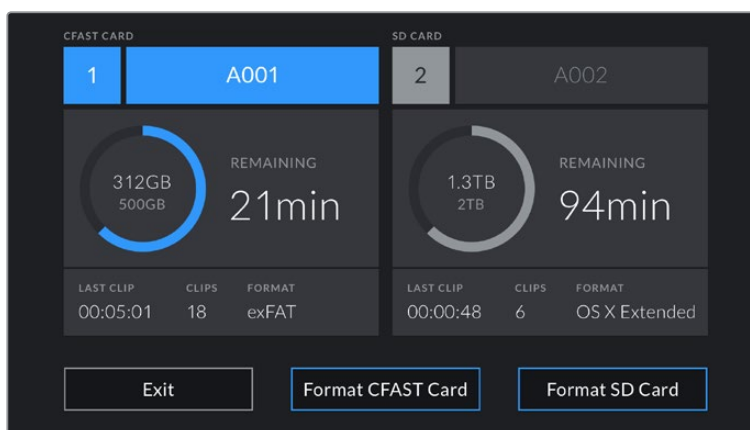 CFAST CARD
1
A001
312GB
500GB
REMAINING
21min
LAST CLIP CLIPS FORMAT
00:05:01 18 exFAT
SD CARD
2
A002
1.3TB
2TB
REMAINING
94min
LAST CLIP CLIPS FORMAT
00:00:48 6 OS X Extended
Exit
Format CFAST Card
Format SD Card